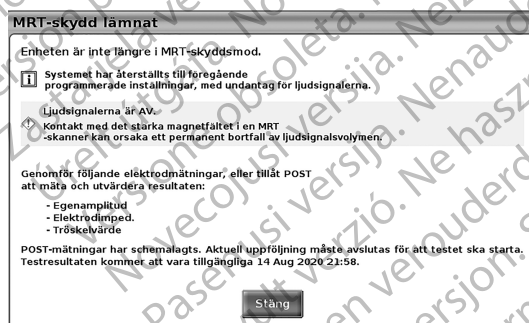 MRT-skydd lämnat
Enheten är inte längre i MRT-skyddsmod.
Systemet har återställts till föregående
programmerade inställningar, med undantag för ljudsignalerna.
Ljudsignalerna är AV.
Kontakt med det starka magnetfältet i en MRT
-skanner kan orsaka ett permanent bortfall av ljudsignalsvolymen.
Genomför följande elektrodmätningar, eller tillåt POST
att mäta och utvärdera resultaten:
- Egenamplitud
- Elektrodimped.
- Tröskelvärde
POST-mätningar har schemalagts. Aktuell uppföljning måste avslutas för att testet ska starta.
Testresultaten kommer att vara tillgängliga 14 Aug 2020 21:58.
Stäng